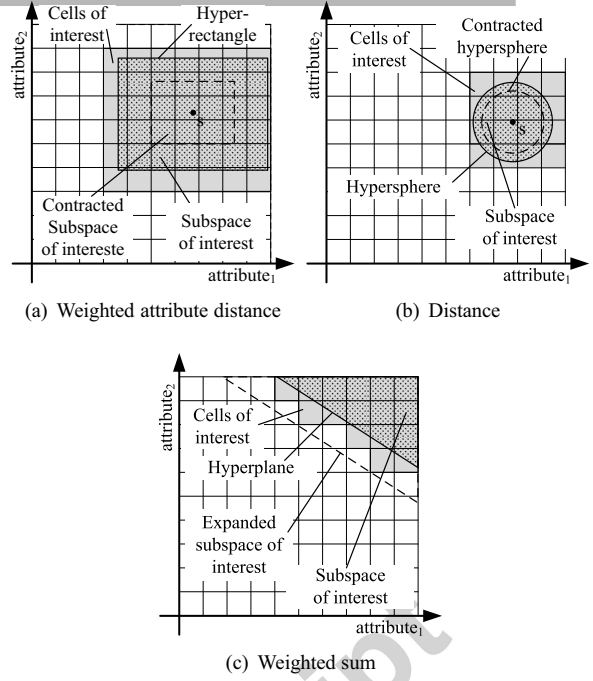 Cells of
interest
Hyper-
rectangle
attribute2
s
Contracted
Subspace
of intereste
Subspace
of interest
attribute1
(a) Weighted attribute distance
Contracted
hypersphere
Cells of
interest
attribute2
s
Hypersphere
Subspace
of interest
attribute1
(b) Distance
attribute2
Cells of
interest
Hyperplane
Expanded
subspace of
interest
Subspace
of interest
attribute1
(c) Weighted sum
ipt